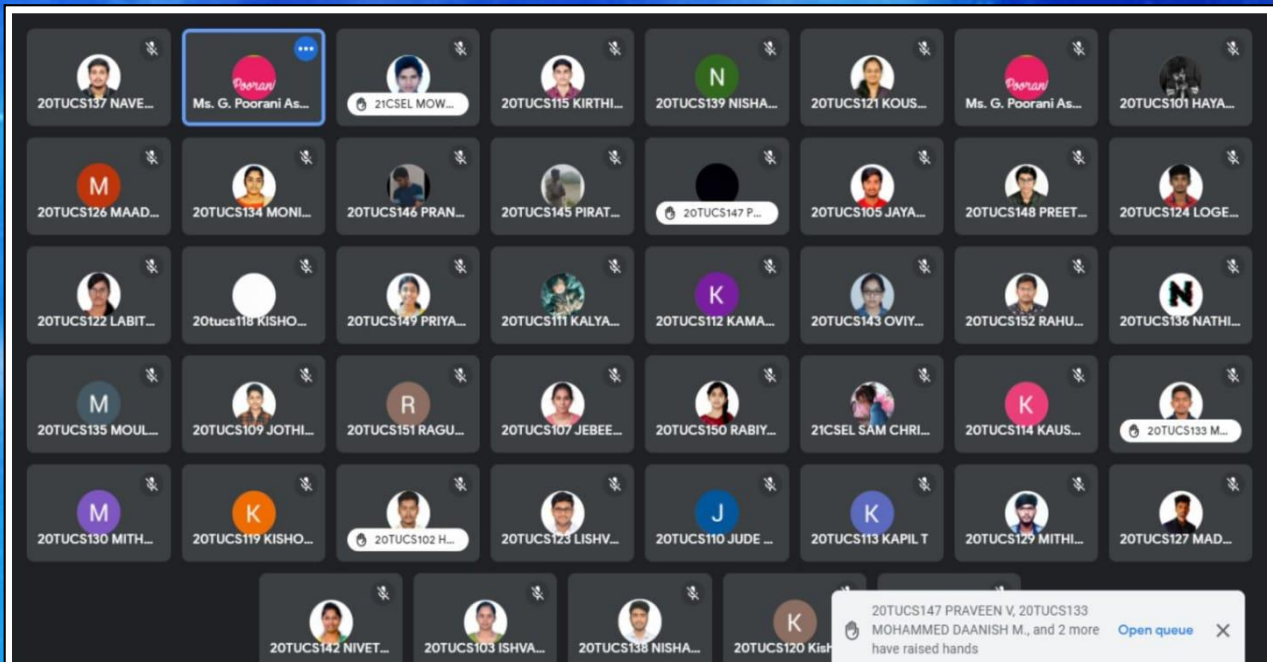 Poorani
N
Poorani
20TUCS137 NAVE...
Ms. G. Poorani As...
21CSEL MOW...
20TUCS115 KIRTHI...
20TUCS139 NISHA...
20TUCS121 KOUS...
Ms. G. Poorani As...
20TUCS101 HAYA...
M
20TUCS126 MAAD...
20TUCS134 MONI...
20TUCS146 PRAN...
20TUCS145 PIRAT...
20TUCS147 P...
20TUCS105 JAYA...
20TUCS148 PREET...
20TUCS124 LOGE...
K
N
20TUCS122 LABIT...
20tucs118 KISHO...
20TUCS149 PRIYA...
20TUCS111 KALYA...
20TUCS112 KAMA...
20TUCS143 OVIY...
20TUCS152 RAHU...
20TUCS136 NATHI...
M
R
K
20TUCS135 MOUL...
20TUCS109 JOTHI...
20TUCS151 RAGU...
20TUCS107 JEBEE...
20TUCS150 RABIY...
21CSEL SAM CHRI...
20TUCS114 KAUS...
20TUCS133 M...
M
K
J
K
20TUCS130 MITH...
20TUCS119 KISHO...
20TUCS102 H...
20TUCS123 LISHV...
20TUCS110 JUDE ...
20TUCS113 KAPIL T
20TUCS129 MITHI...
20TUCS127 MAD...
K
20TUCS142 NIVET...
20TUCS103 ISHVA...
20TUCS138 NISHA...
20TUCS120 Kish
20TUCS147 PRAVEEN V, 20TUCS133
MOHAMMED DAANISH M., and 2 more
have raised hands
Open queue